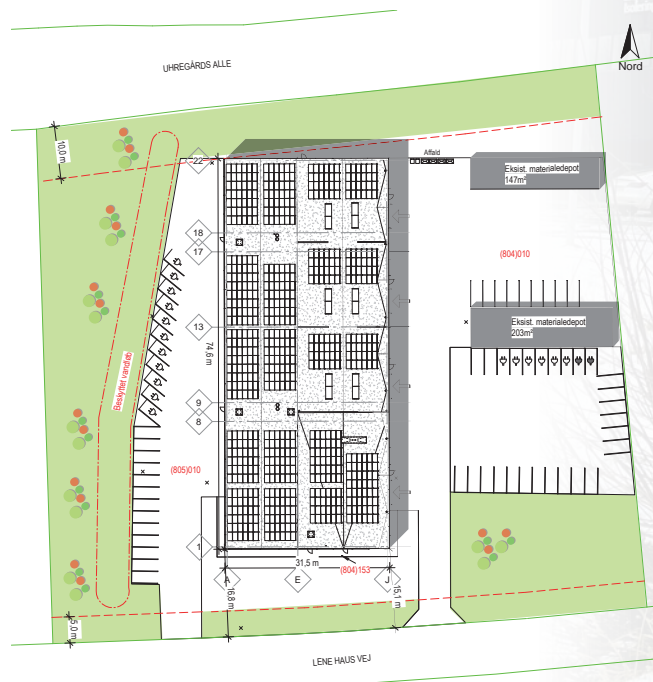 UHREGÅRDS ALLE
Nord
10,0 m
Affald
22
Eksist. materialedepot
147m²
18
17
(804)010
13
Eksist. materialedepot
203m²
74,6 m
Beskyttet vandløb
9
8
(805)010
1
31,5 m
(804)153
A
E
J
16,8 m
15,1 m
5,0 m
LENE HAUS VEJ